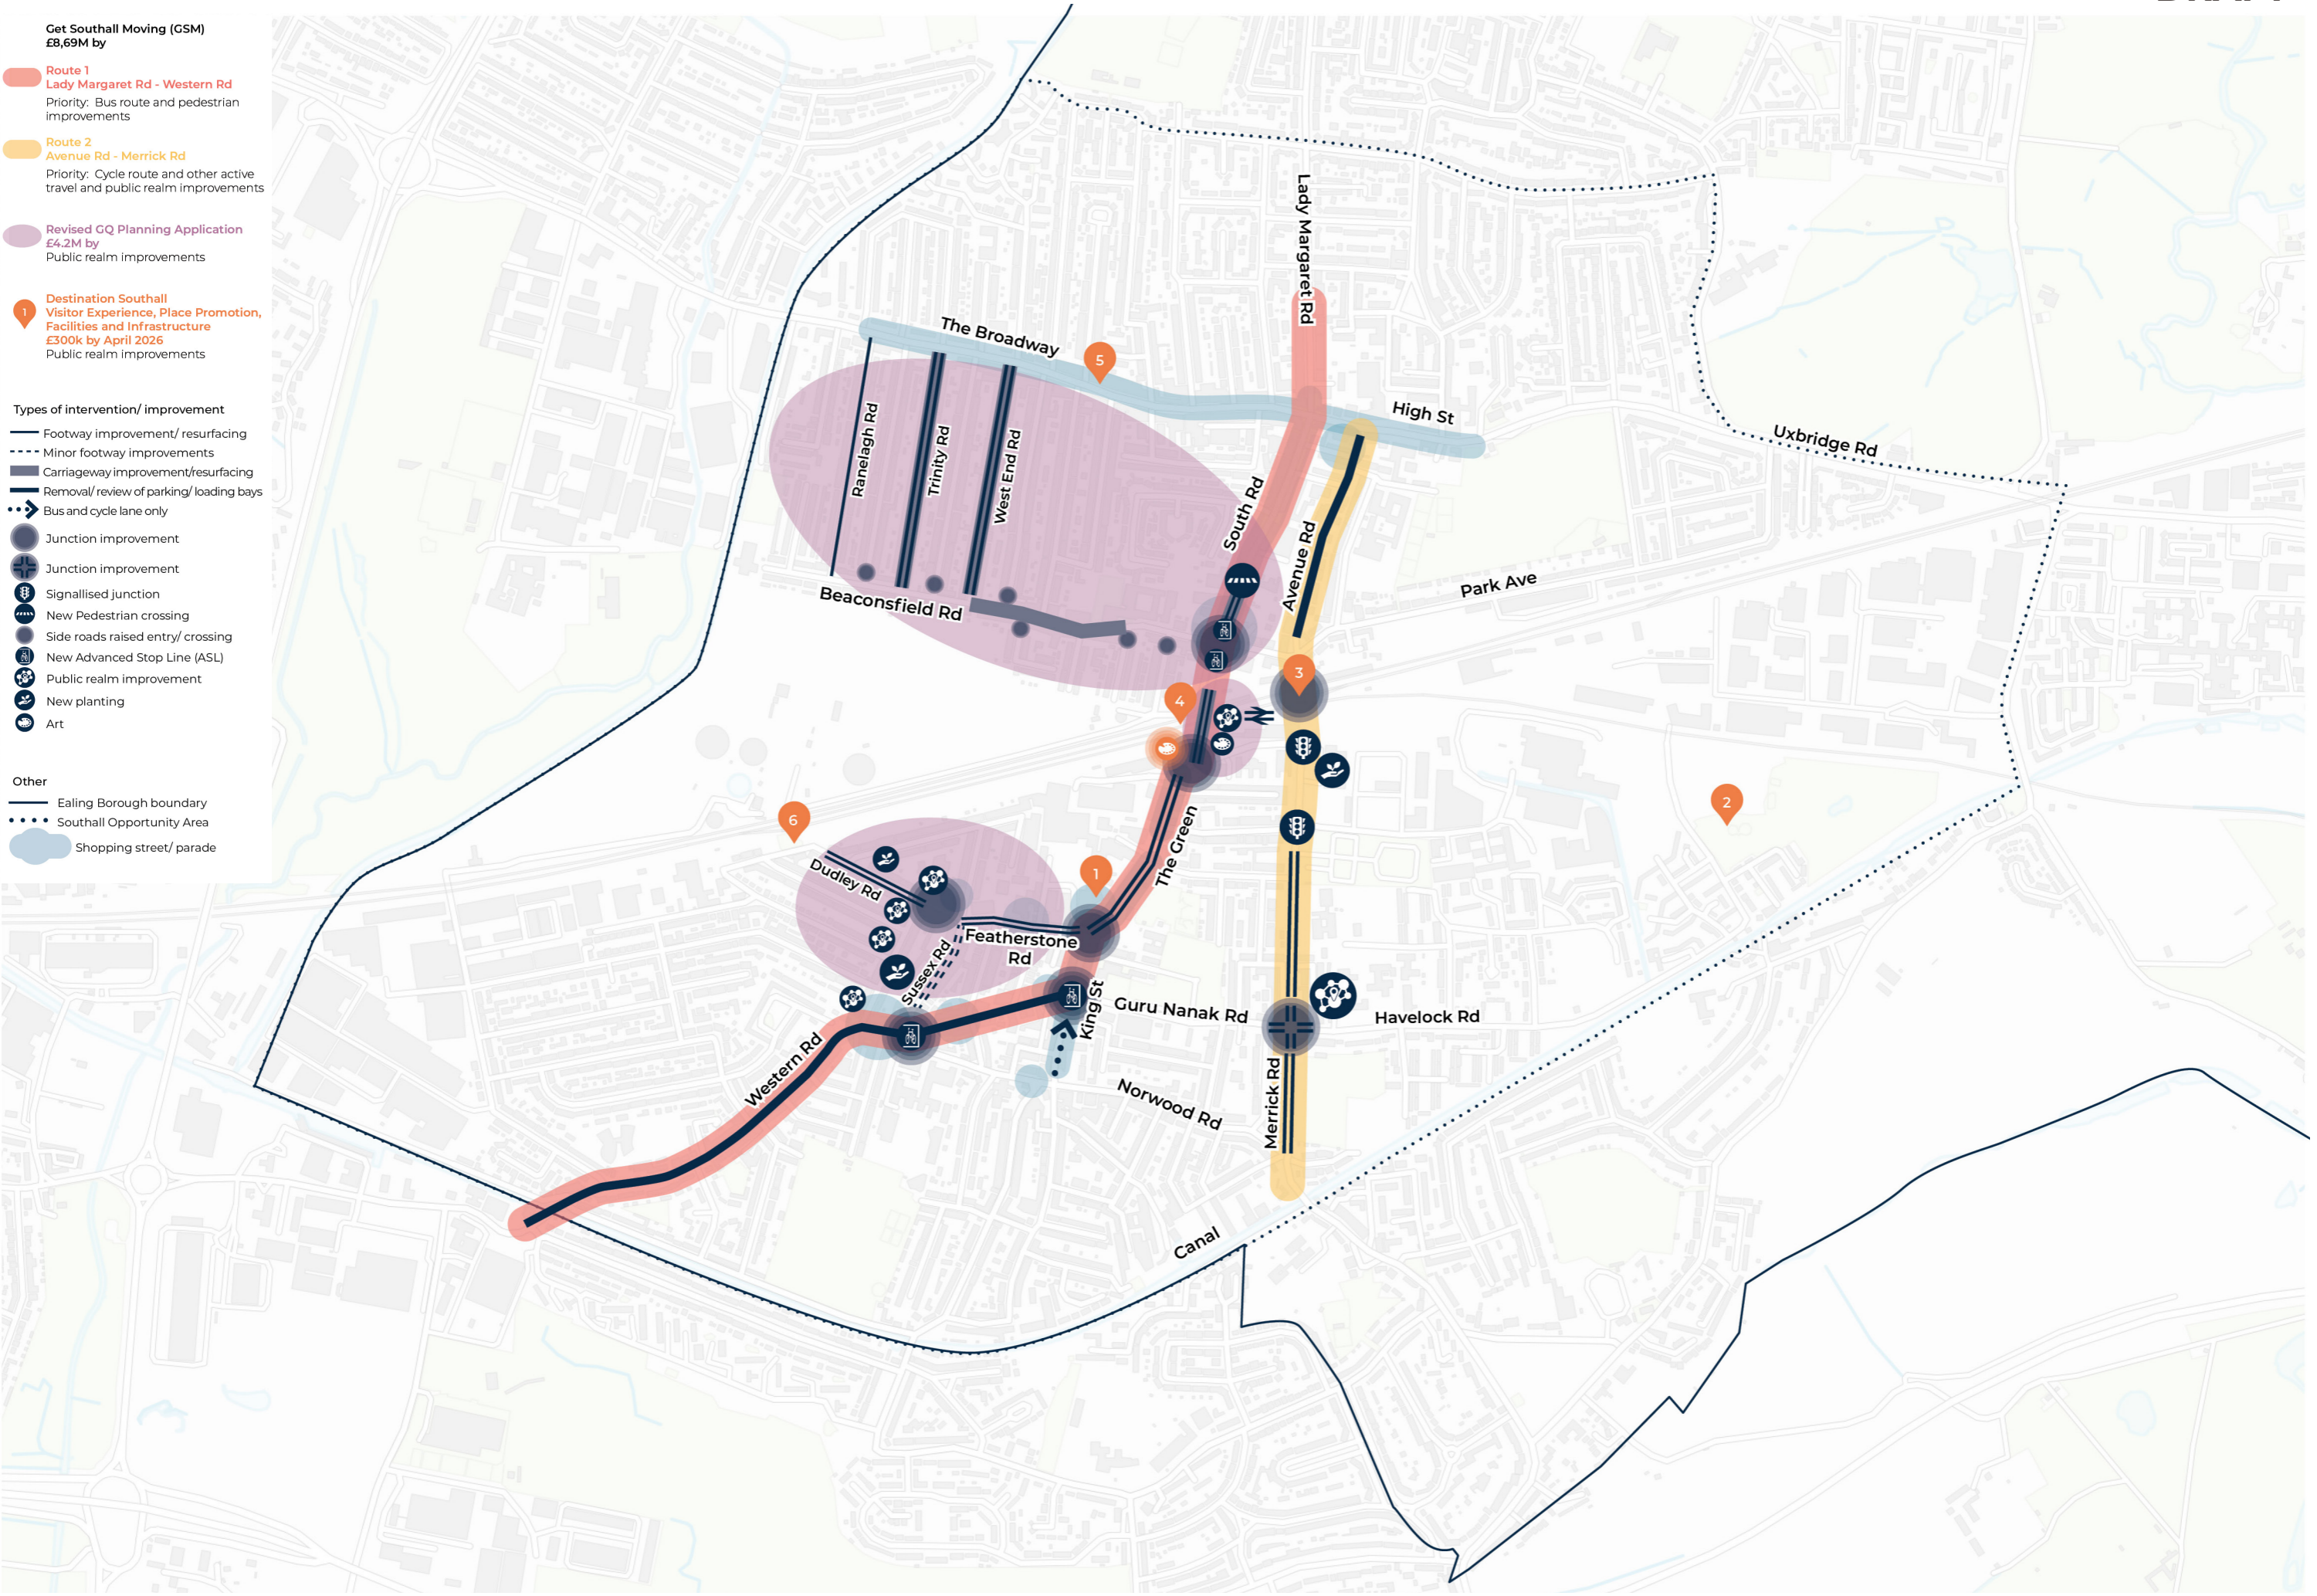 Get Southall Moving (GSM)
£8,69M by
Route 1
Lady Margaret Rd - Western Rd
Priority: Bus route and pedestrian
improvements
Route 2
Avenue Rd - Merrick Rd
Priority: Cycle route and other active
travel and public realm improvements
Revised GQ Planning Application
£4.2M by
Public realm improvements
1
Destination Southall
Visitor Experience, Place Promotion,
Facilities and Infrastructure
£300k by April 2026
Public realm improvements
Types of intervention/ improvement
Footway improvement/ resurfacing
Minor footway improvements
Carriageway improvement/resurfacing
Removal/ review of parking/ loading bays
Bus and cycle lane only
Junction improvement
Junction improvement
Signallised junction
New Pedestrian crossing
Side roads raised entry/ crossing
New Advanced Stop Line (ASL)
Public realm improvement
New planting
Art
Other
Ealing Borough boundary
Southall Opportunity Area
Shopping street/ parade
Lady Margaret Rd
The Broadway
5
High St
Uxbridge Rd
Ranelagh Rd
Trinity Rd
West End Rd
South Rd
Avenue Rd
Park Ave
Beaconsfield Rd
3
4
2
6
1
The Green
Dudley Rd
Featherstone
Rd
Sussex Rd
King St
Guru Nanak Rd
Havelock Rd
Western Rd
Norwood Rd
Merrick Rd
Canal